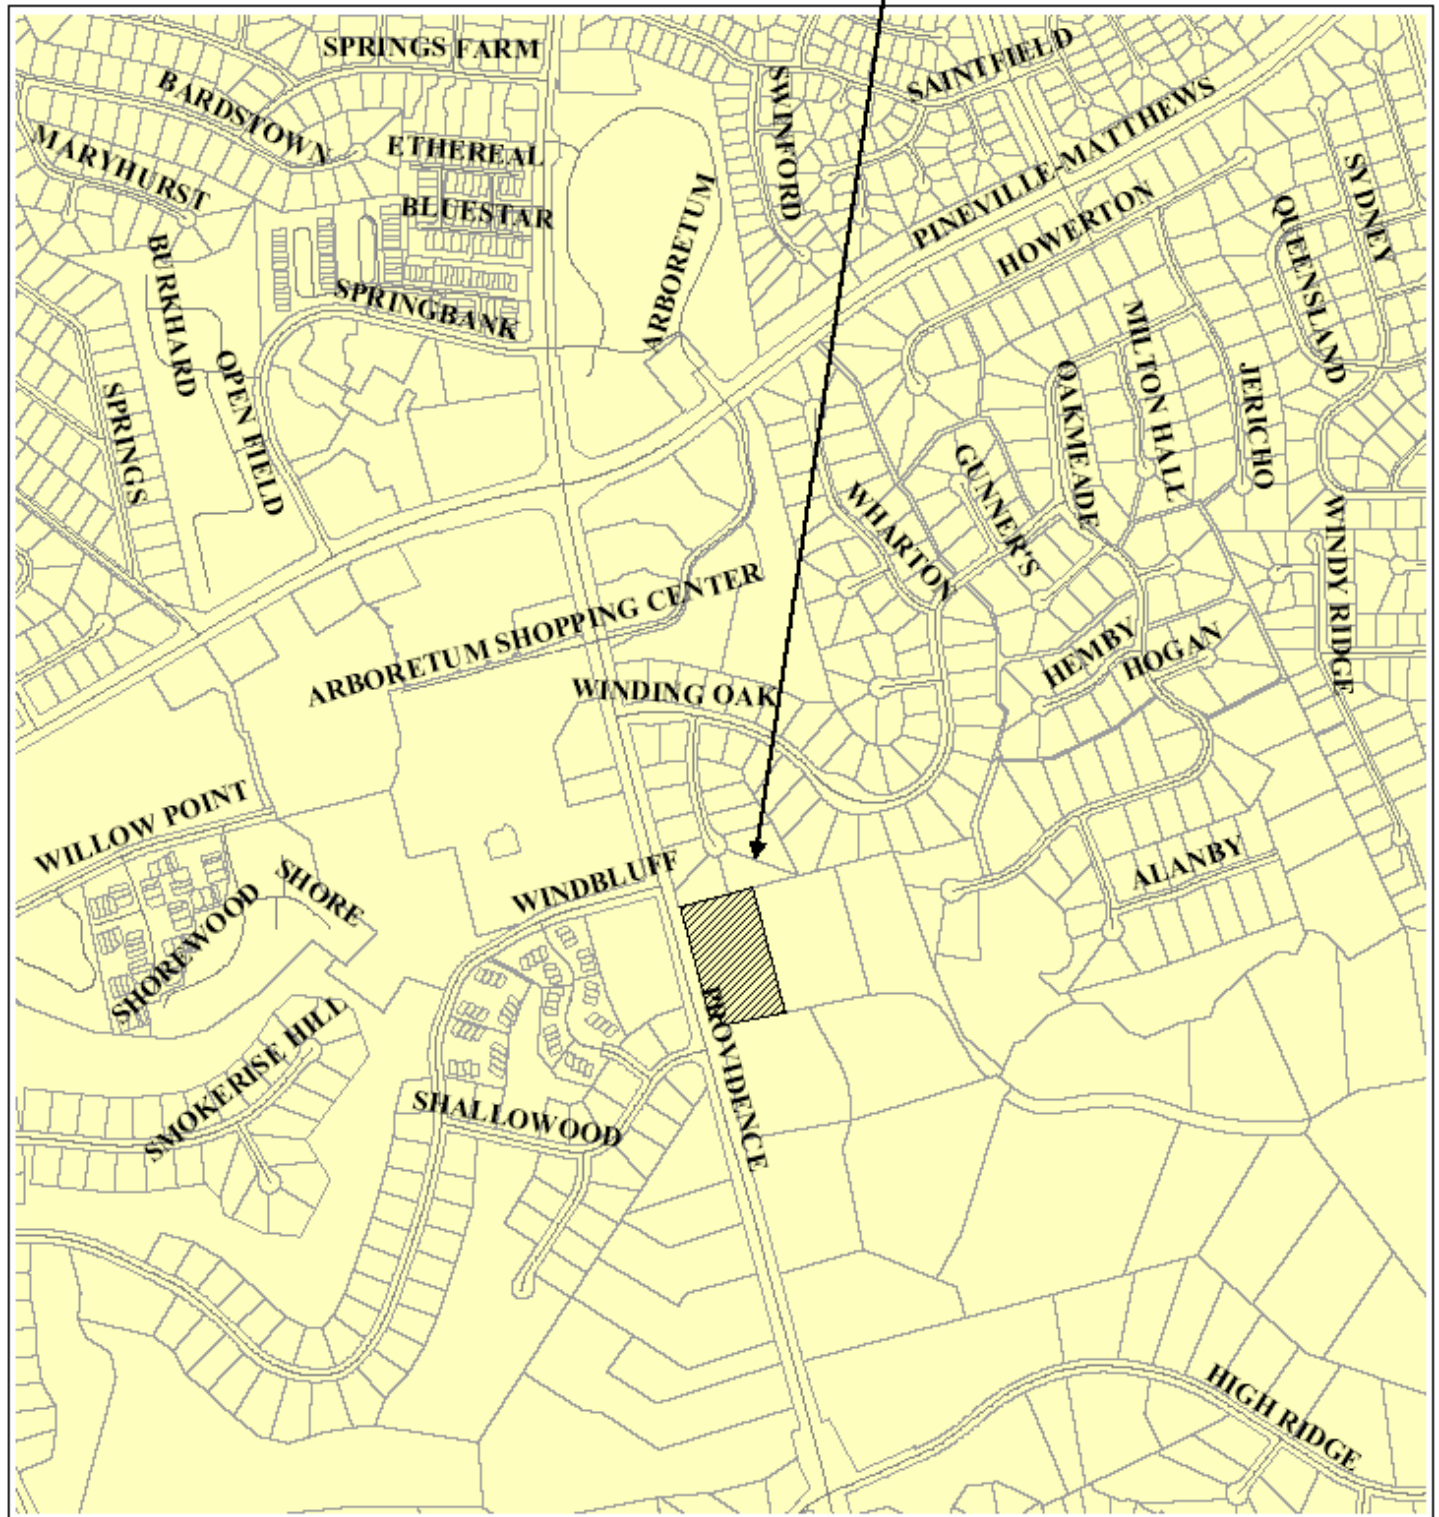 SPRINGS FARM
SAINTFIELD
BARDSTOWN
SWINFORD
PINEVILLE-MATTHEWS
MARYHURST
ETHEREAL
BLUESTAR
ARBORETUM
HOWERTON
SYDNEY
QUEENSLAND
BURKHARD
SPRINGBANK
MILTON HALL
OPEN FIELD
OAKMEADE
JERICHO
SPRINGS
GUNNER'S
WHARTON
WINDY RIDGE
ARBORETUM SHOPPING CENTER
HEMBY
HOGAN
WINDING OAK
WILLOW POINT
SHORE
WINDBLUFF
ALANBY
SHOREWOOD
SMOKERISE HILL
PROVIDENCE
SHALLOWOOD
HIGH RIDGE